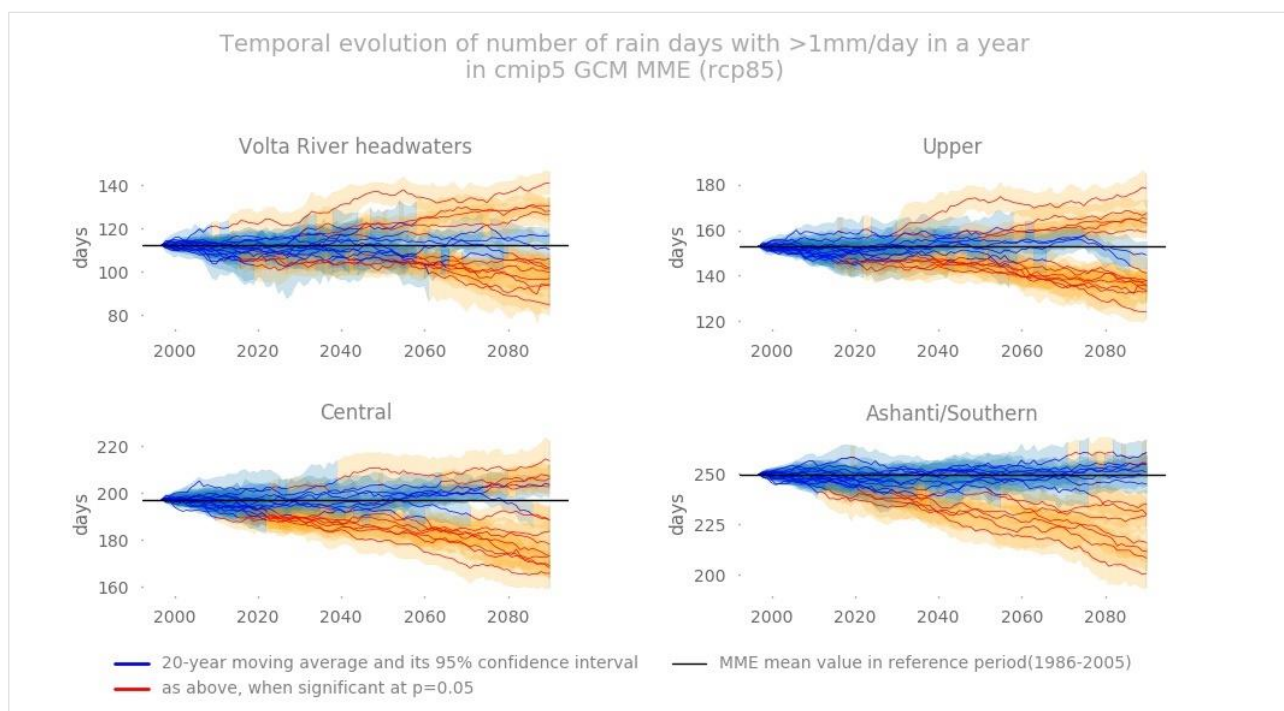 Temporal evolution of number of rain days with >1mm/day in a year
in cmip5 GCM MME (rcp85)
Volta River headwaters
140
120
100
80
days
2000 2020 2040 2060 2080
Upper
180
160
140
120
days
2000 2020 2040 2060 2080
Central
220
200
180
160
days
2000 2020 2040 2060 2080
Ashanti/Southern
250
225
200
days
2000 2020 2040 2060 2080
20-year moving average and its 95% confidence interval
as above, when significant at p=0.05
MME mean value in reference period(1986-2005)